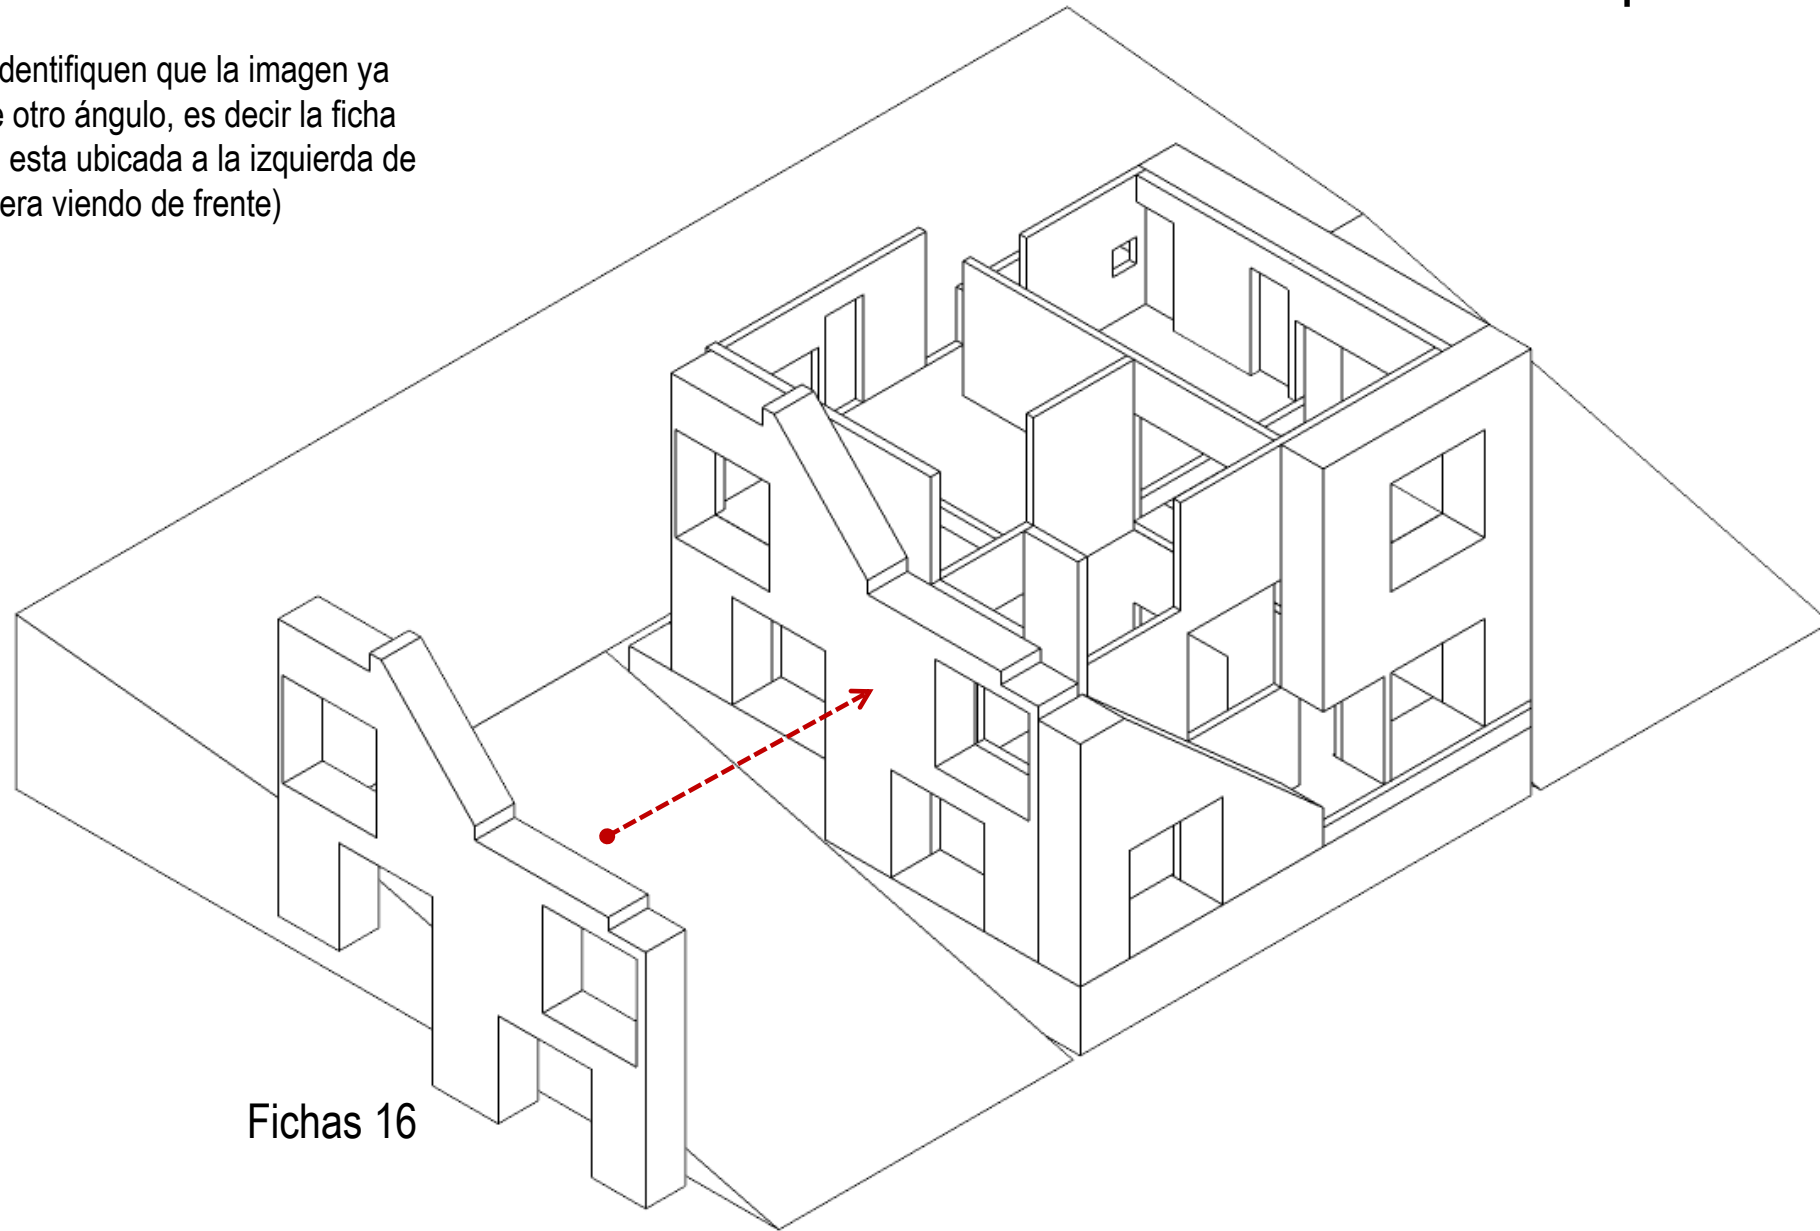 dentifiquen que la imagen ya
e otro ángulo, es decir la ficha
esta ubicada a la izquierda de
era viendo de frente)
Fichas 16